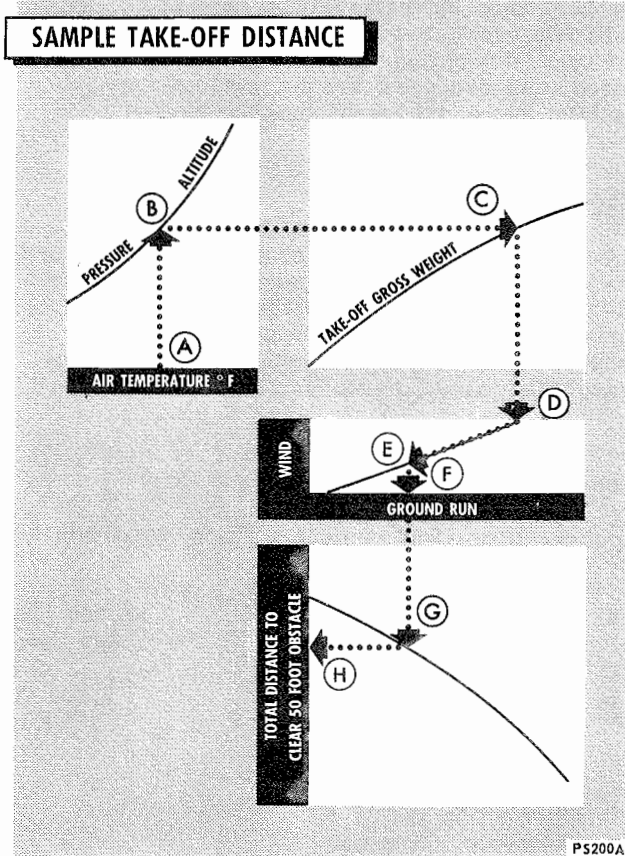 SAMPLE TAKE-OFF DISTANCE
PRESSURE ALTITUDE
B
A
AIR TEMPERATURE ° F
C
TAKE-OFF GROSS WEIGHT
D
WIND
E
F
GROUND RUN
TOTAL DISTANCE TO
CLEAR 50 FOOT OBSTACLE
G
H
PS200A